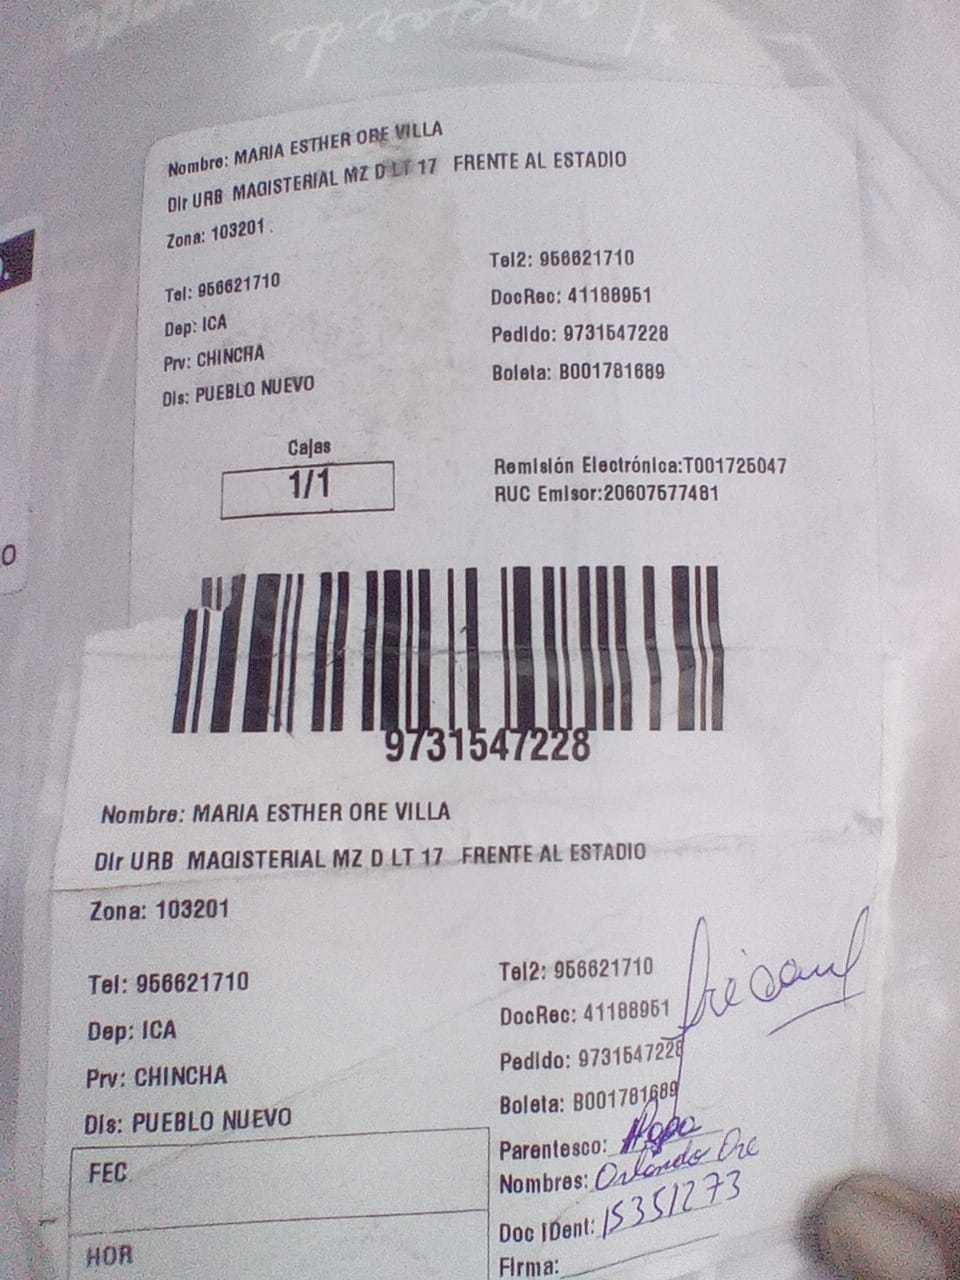 Nombre: MARIA ESTHER ORE VILLA
Dir URB MAGISTERIAL MZ D LT 17 FRENTE AL ESTADIO
Zona: 103201
Tel: 956621710
Tel2: 956621710
Dep: ICA
DocRec: 41188951
Prv: CHINCHA
Pedido: 9731547228
Dis: PUEBLO NUEVO
Boleta: B001781689
Cajas
1/1
Remisión Electrónica:T001725047
RUC Emisor:20607577481
9731547228
Nombre: MARIA ESTHER ORE VILLA
Dir URB MAGISTERIAL MZ D LT 17 FRENTE AL ESTADIO
Zona: 103201
Tel: 956621710
Tel2: 956621710
Dep: ICA
DocRec: 41188951
Prv: CHINCHA
Pedido: 9731547228
Dis: PUEBLO NUEVO
Boleta: B001781689
Parentesco: Papa
FEC
Nombres: Orlando Ore
Doc IDent: 15351273
HOR
Firma: